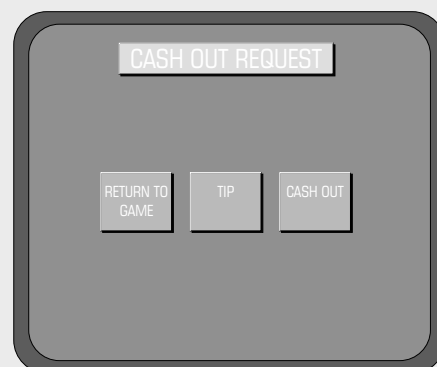 CASH OUT REQUEST
RETURN TO
GAME
TIP
CASH OUT